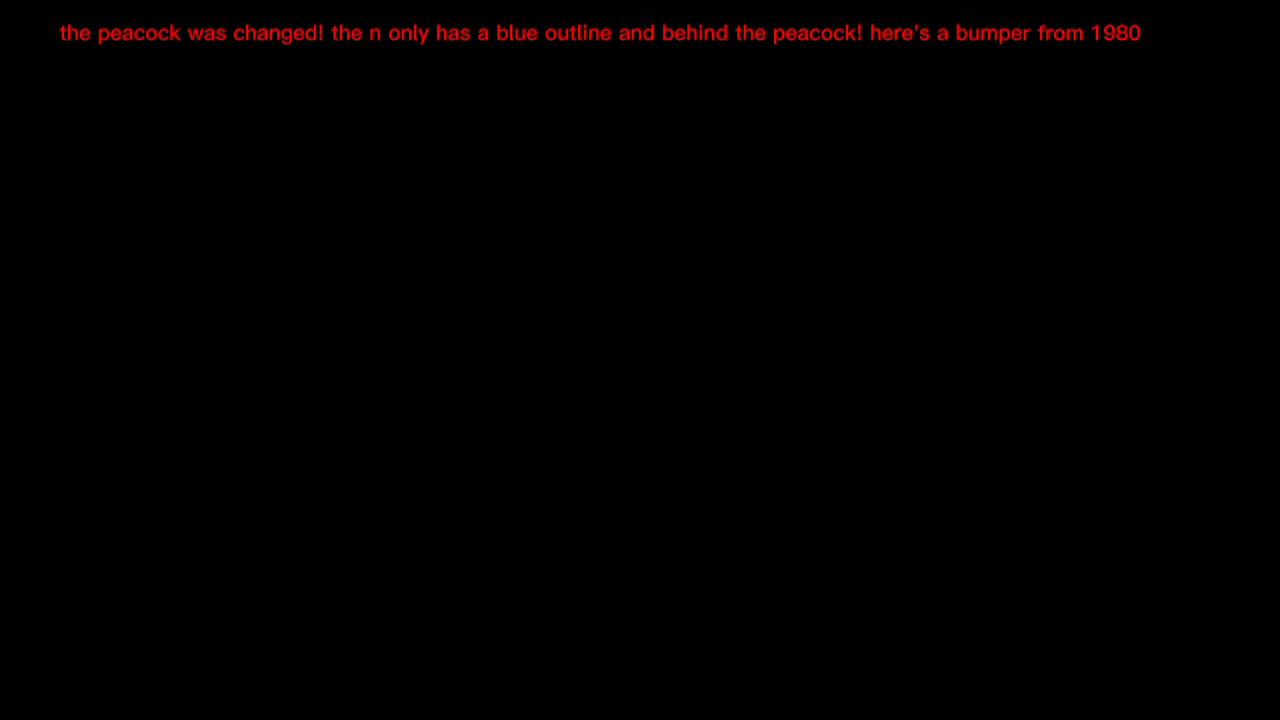 the peacock was changed! the n only has a blue outline and behind the peacock! here's a bumper from 1980